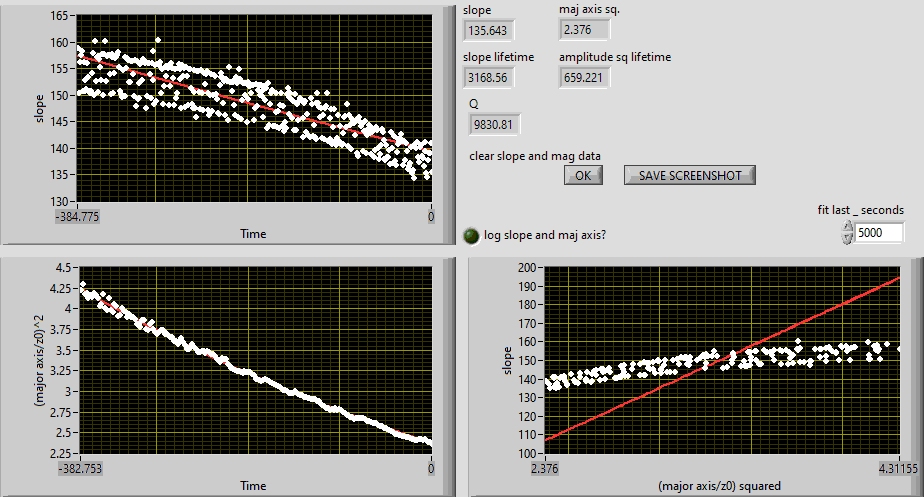 165
160
155
150
145
140
135
130
slope
-384.775
0
Time
slope
maj axis sq.
135.643
2.376
slope lifetime
amplitude sq lifetime
3168.56
659.221
Q
9830.81
clear slope and mag data
OK
SAVE SCREENSHOT
fit last _ seconds
5000
log slope and maj axis?
4.5
4.25
4
3.75
3.5
3.25
3
2.75
2.5
2.25
(major axis/z0)^2
-382.753
0
Time
200
190
180
170
160
150
140
130
120
110
100
slope
2.376
4.31155
(major axis/z0) squared